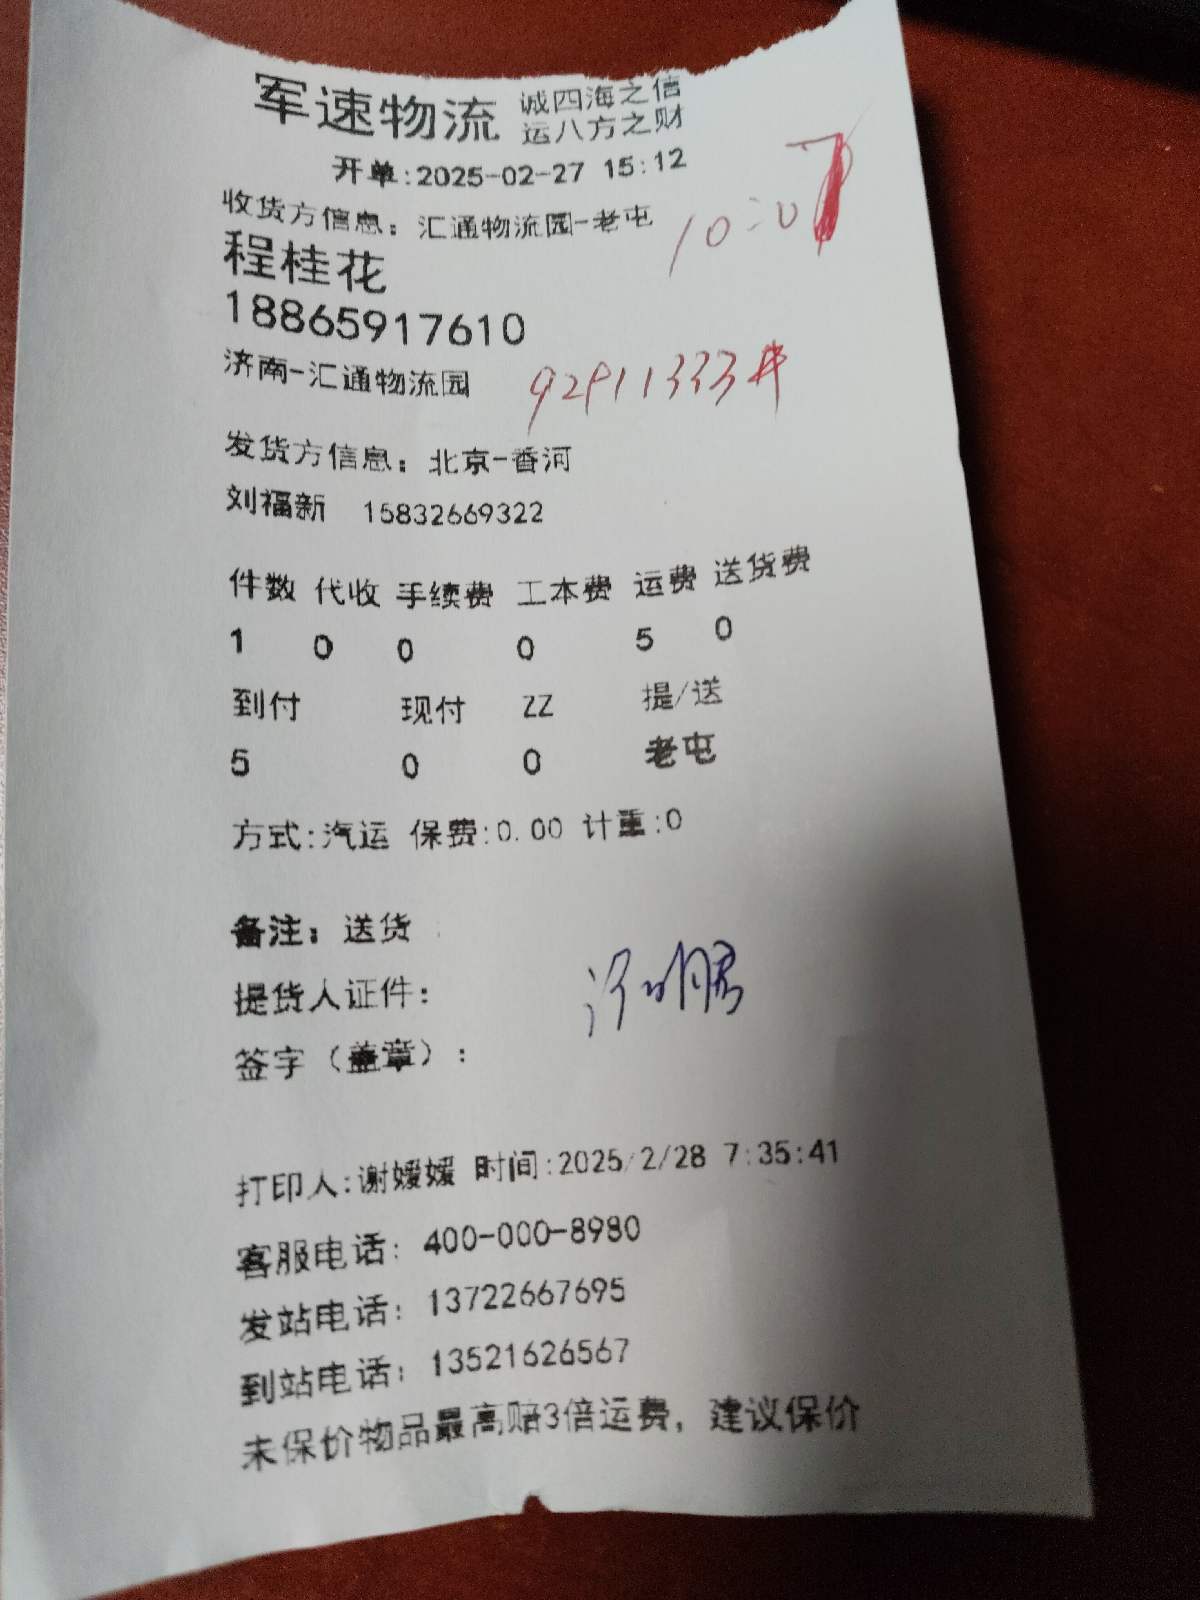 军速物流 诚四海之信
运八方之财
开单:2025-02-27 15:12
收货方信息: 汇通物流园-老屯
10:20
程桂花
18865917610
济南-汇通物流园
92911333#
发货方信息: 北京-香河
刘福新 15832669322
件数 代收 手续费 工本费 运费 送货费
1 0 0 0 5 0
到付 现付 ZZ 提/送
5 0 0 老屯
方式:汽运 保费:0.00 计重:0
备注: 送货
提货人证件:
签字(盖章):
打印人:谢嫒嫒 时间:2025/2/28 7:35:41
客服电话: 400-000-8980
发站电话: 13722667695
到站电话: 13521626567
未保价物品最高赔3倍运费, 建议保价